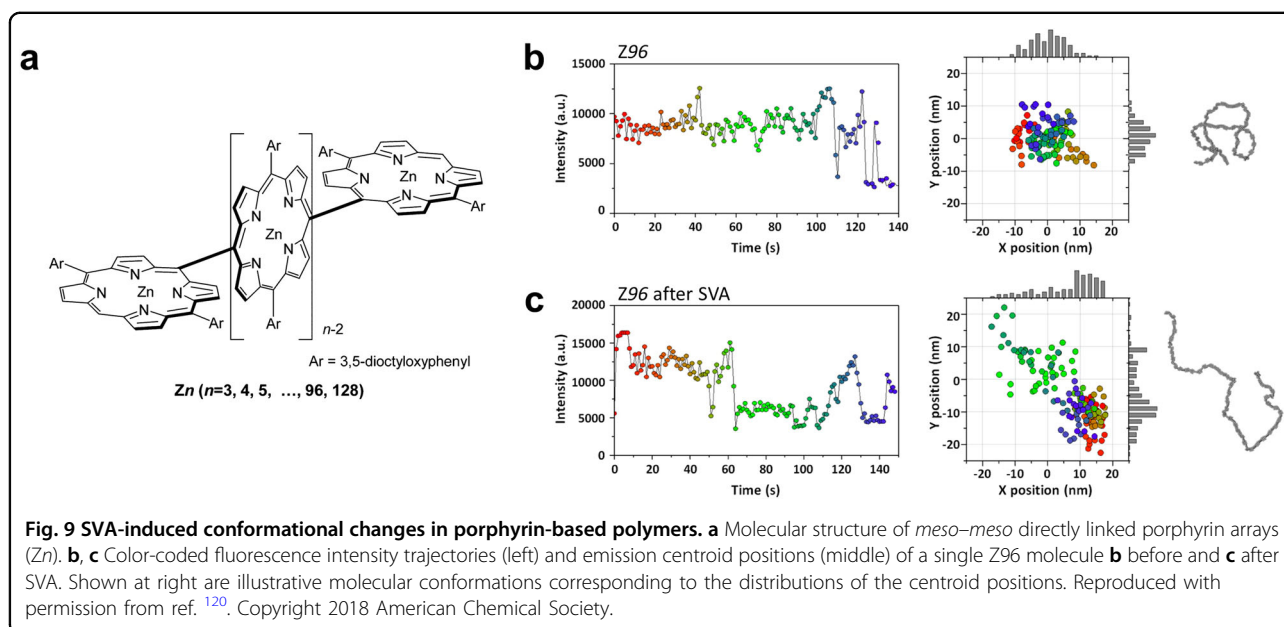 a
Ar
Ar
N
N
Zn
N
N
Ar
N
N
Zn
N
N
Ar
N
N
Zn
N
N
Ar
Ar
n-2
Ar = 3,5-dioctyloxyphenyl
Zn (n=3, 4, 5, ..., 96, 128)
b
Z96
15000
10000
5000
0
Intensity (a.u.)
0 20 40 60 80 100 120 140
Time (s)
20
10
0
-10
-20
Y position (nm)
-20 -10 0 10 20
X position (nm)
c
Z96 after SVA
20000
15000
10000
5000
0
Intensity (a.u.)
0 20 40 60 80 100 120 140
Time (s)
20
10
0
-10
-20
Y position (nm)
-20 -10 0 10 20
X position (nm)
Fig. 9 SVA-induced conformational changes in porphyrin-based polymers. a Molecular structure of meso–meso directly linked porphyrin arrays
(Zn). b, c Color-coded fluorescence intensity trajectories (left) and emission centroid positions (middle) of a single Z96 molecule b before and c after
SVA. Shown at right are illustrative molecular conformations corresponding to the distributions of the centroid positions. Reproduced with
permission from ref. 120. Copyright 2018 American Chemical Society.